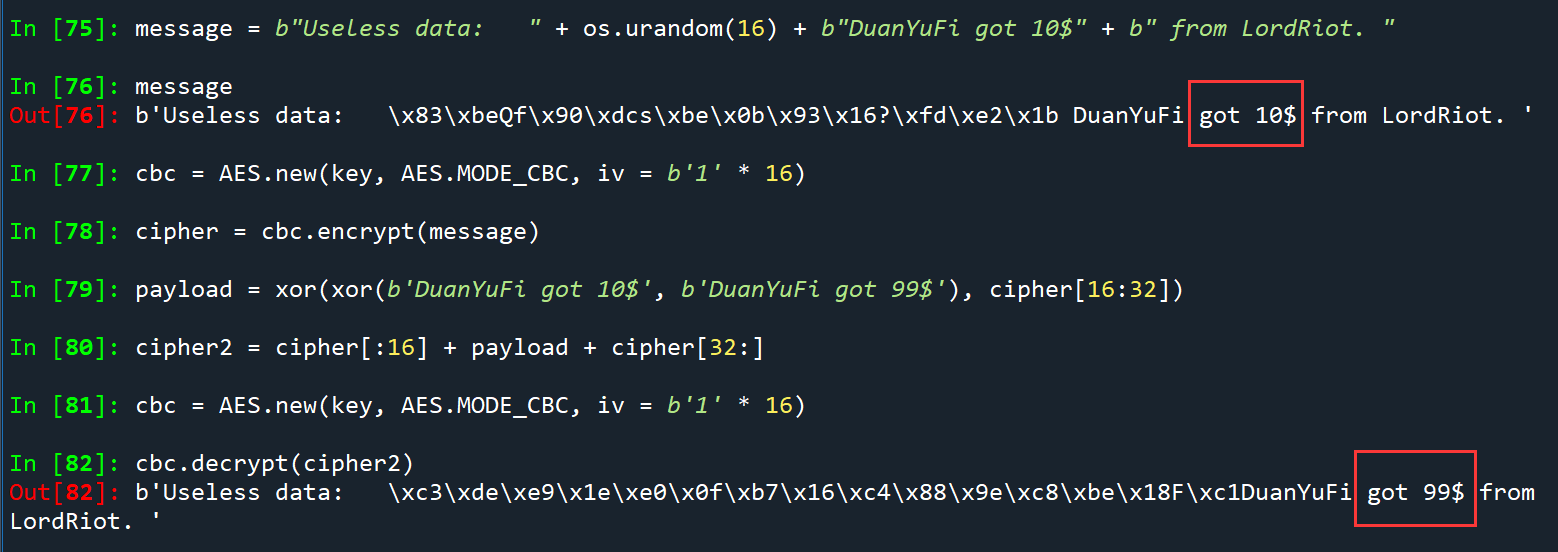 In [75]: message = b"Useless data:   " + os.urandom(16) + b"DuanYuFi got 10$" + b" from LordRiot. "
In [76]: message
Out[76]: b'Useless data:   \x83\xbeQf\x90\xdcs\xbe\x0b\x93\x16?\xfd\xe2\x1b DuanYuFi got 10$ from LordRiot. '
In [77]: cbc = AES.new(key, AES.MODE_CBC, iv = b'1' * 16)
In [78]: cipher = cbc.encrypt(message)
In [79]: payload = xor(xor(b'DuanYuFi got 10$', b'DuanYuFi got 99$'), cipher[16:32])
In [80]: cipher2 = cipher[:16] + payload + cipher[32:]
In [81]: cbc = AES.new(key, AES.MODE_CBC, iv = b'1' * 16)
In [82]: cbc.decrypt(cipher2)
Out[82]: b'Useless data:   \xc3\xde\xe9\x1e\xe0\x0f\xb7\x16\xc4\x88\x9e\xc8\xbe\x18F\xc1DuanYuFi got 99$ from
LordRiot. '